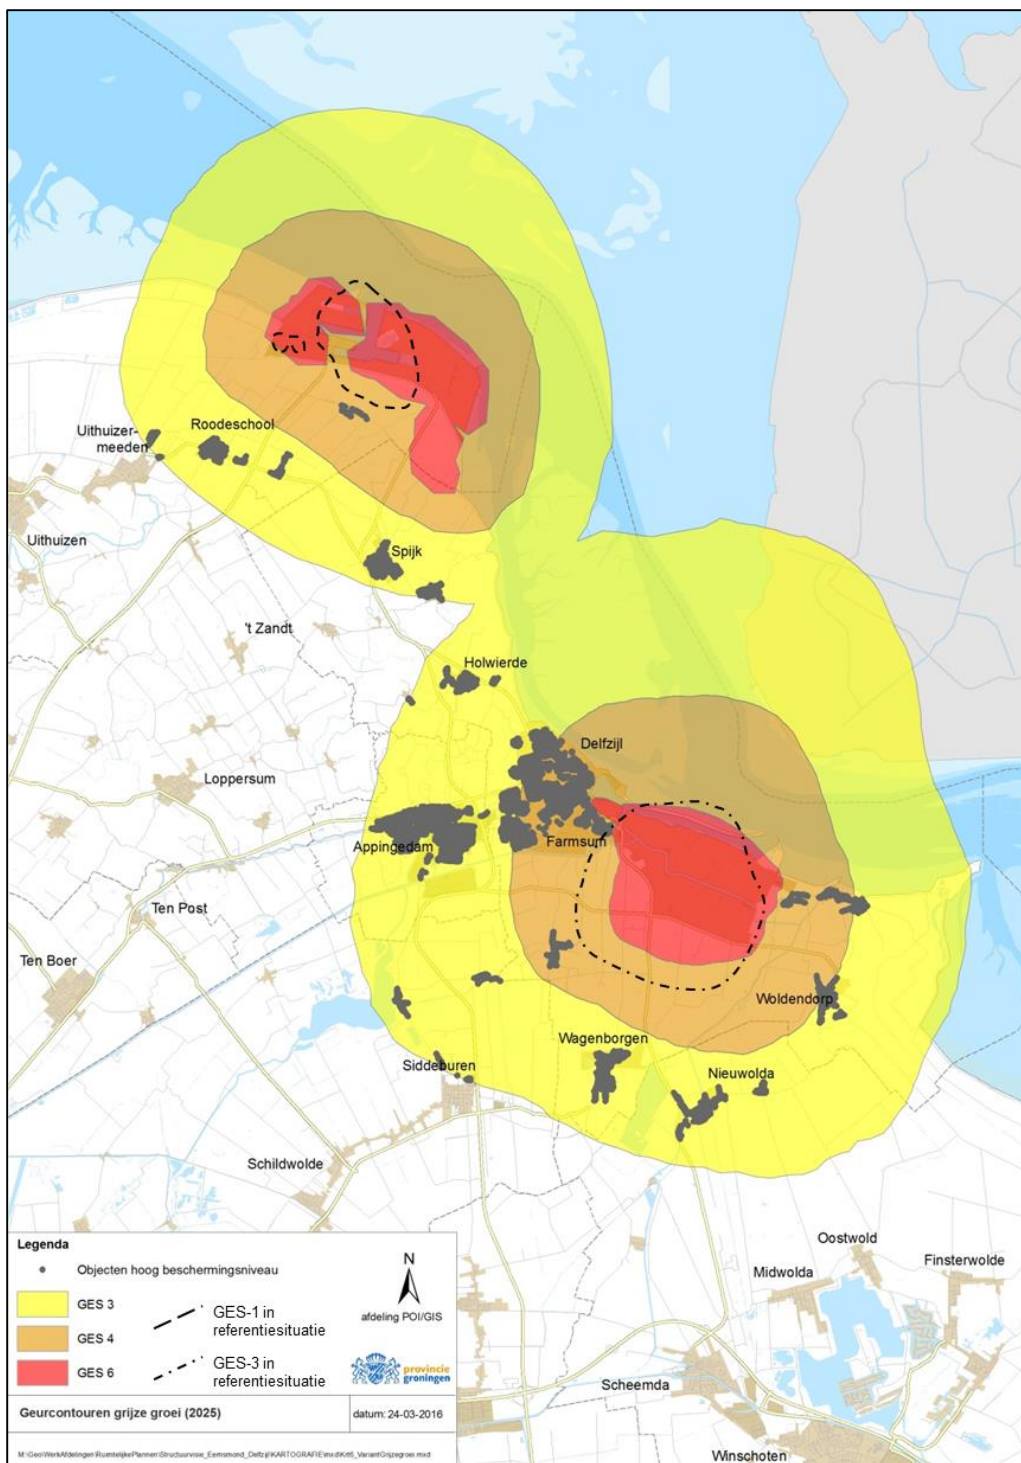 Uithuizer-
meeden
Roodeschool
Uithuizen
Spijk
't Zandt
Holwierde
Delfzijl
Loppersum
Appingedam
Farmsum
Ten Post
Ten Boer
Woldendorp
Wagenborgen
Siddeburen
Nieuwolda
Schildwolde
Oostwold
Midwolda
Finsterwolde
Scheemda
Winschoten
Legenda
Objecten hoog beschermingsniveau
GES 3
GES 4
GES 6
GES-1 in
referentiesituatie
GES-3 in
referentiesituatie
N
afdeling POI/GIS
provincie
groningen
Geurcontouren grijze groei (2025)
datum: 24-03-2016